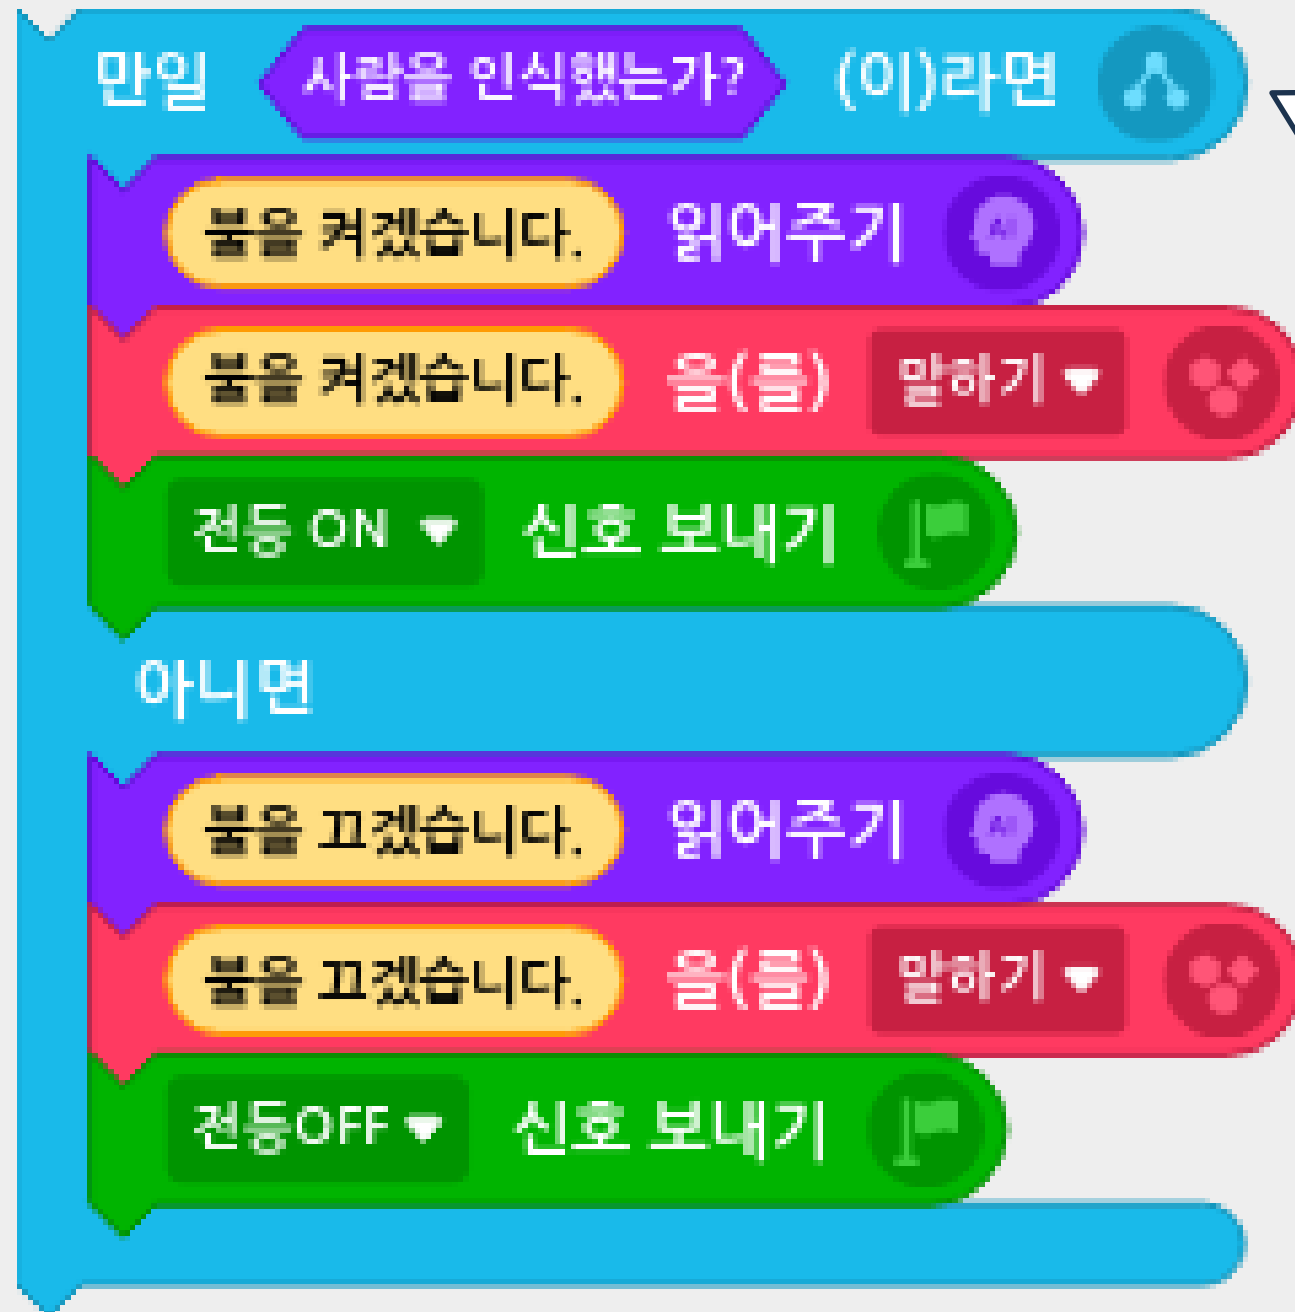 만일 사람을 인식했는가? (이)라면
불을 켜겠습니다. 읽어주기
불을 켜겠습니다. 을(를) 말하기
전등 ON 신호 보내기
아니면
불을 끄겠습니다. 읽어주기
불을 끄겠습니다. 을(를) 말하기
전등OFF 신호 보내기